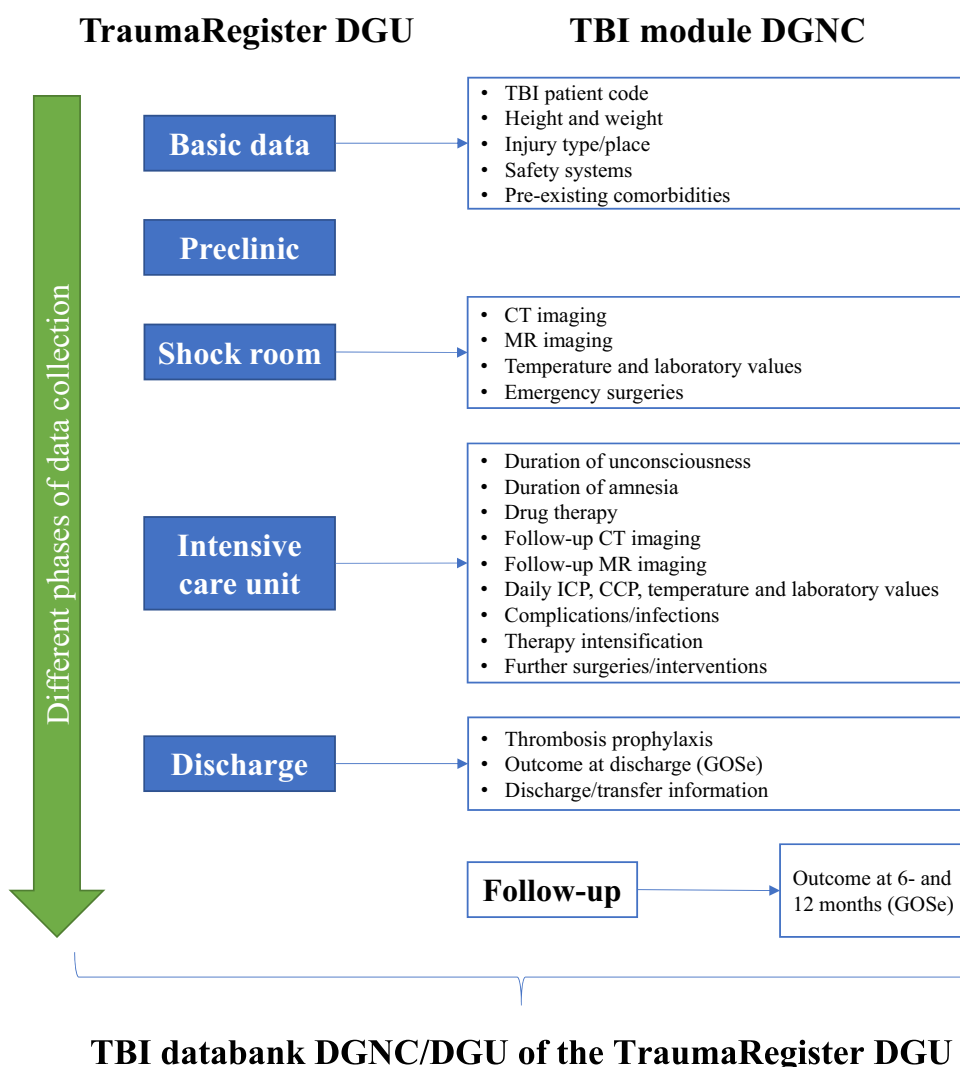 TraumaRegister DGU
TBI module DGNC
Different phases of data collection
Basic data
• TBI patient code
• Height and weight
• Injury type/place
• Safety systems
• Pre-existing comorbidities
Preclinic
Shock room
• CT imaging
• MR imaging
• Temperature and laboratory values
• Emergency surgeries
Intensive
care unit
• Duration of unconsciousness
• Duration of amnesia
• Drug therapy
• Follow-up CT imaging
• Follow-up MR imaging
• Daily ICP, CCP, temperature and laboratory values
• Complications/infections
• Therapy intensification
• Further surgeries/interventions
Discharge
• Thrombosis prophylaxis
• Outcome at discharge (GOSe)
• Discharge/transfer information
Follow-up
Outcome at 6- and
12 months (GOSe)
TBI databank DGNC/DGU of the TraumaRegister DGU